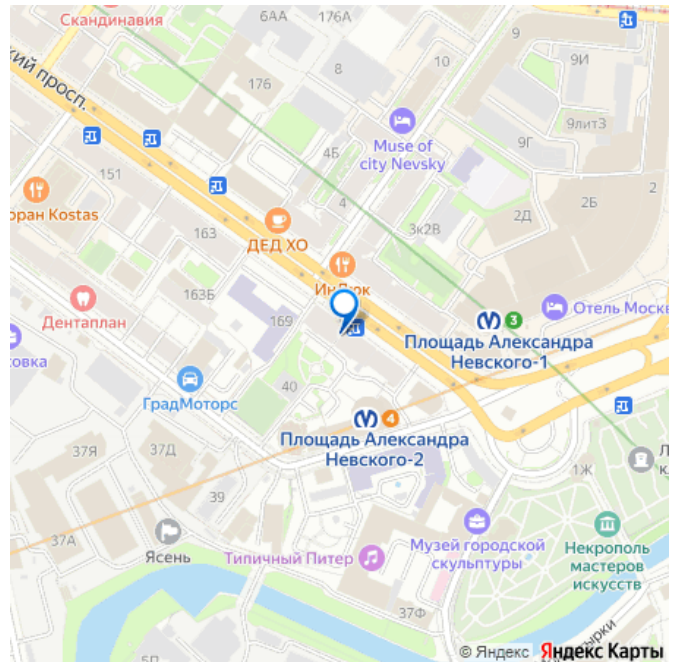 Скандинавия
6АА
176А
9
9И
10
8
176
кий просп.
Muse of
city Nevsky
9лит3
9Г
4Б
151
2
2Б
4
2Д
оран Kostas
3к2В
163
ДЕД ХО
163Б
Отель Моск
3
Дентаплан
169
Площадь Александра
Невского-1
овка
40
ГрадМоторс
4
Площадь Александра
Невского-2
37Я
37Д
1Ж
39
37А
Музей городской
скульптуры
Некрополь
мастеров
искусств
Ясень
Типичный Питер
37Ф
© Яндекс Яндекс Карты